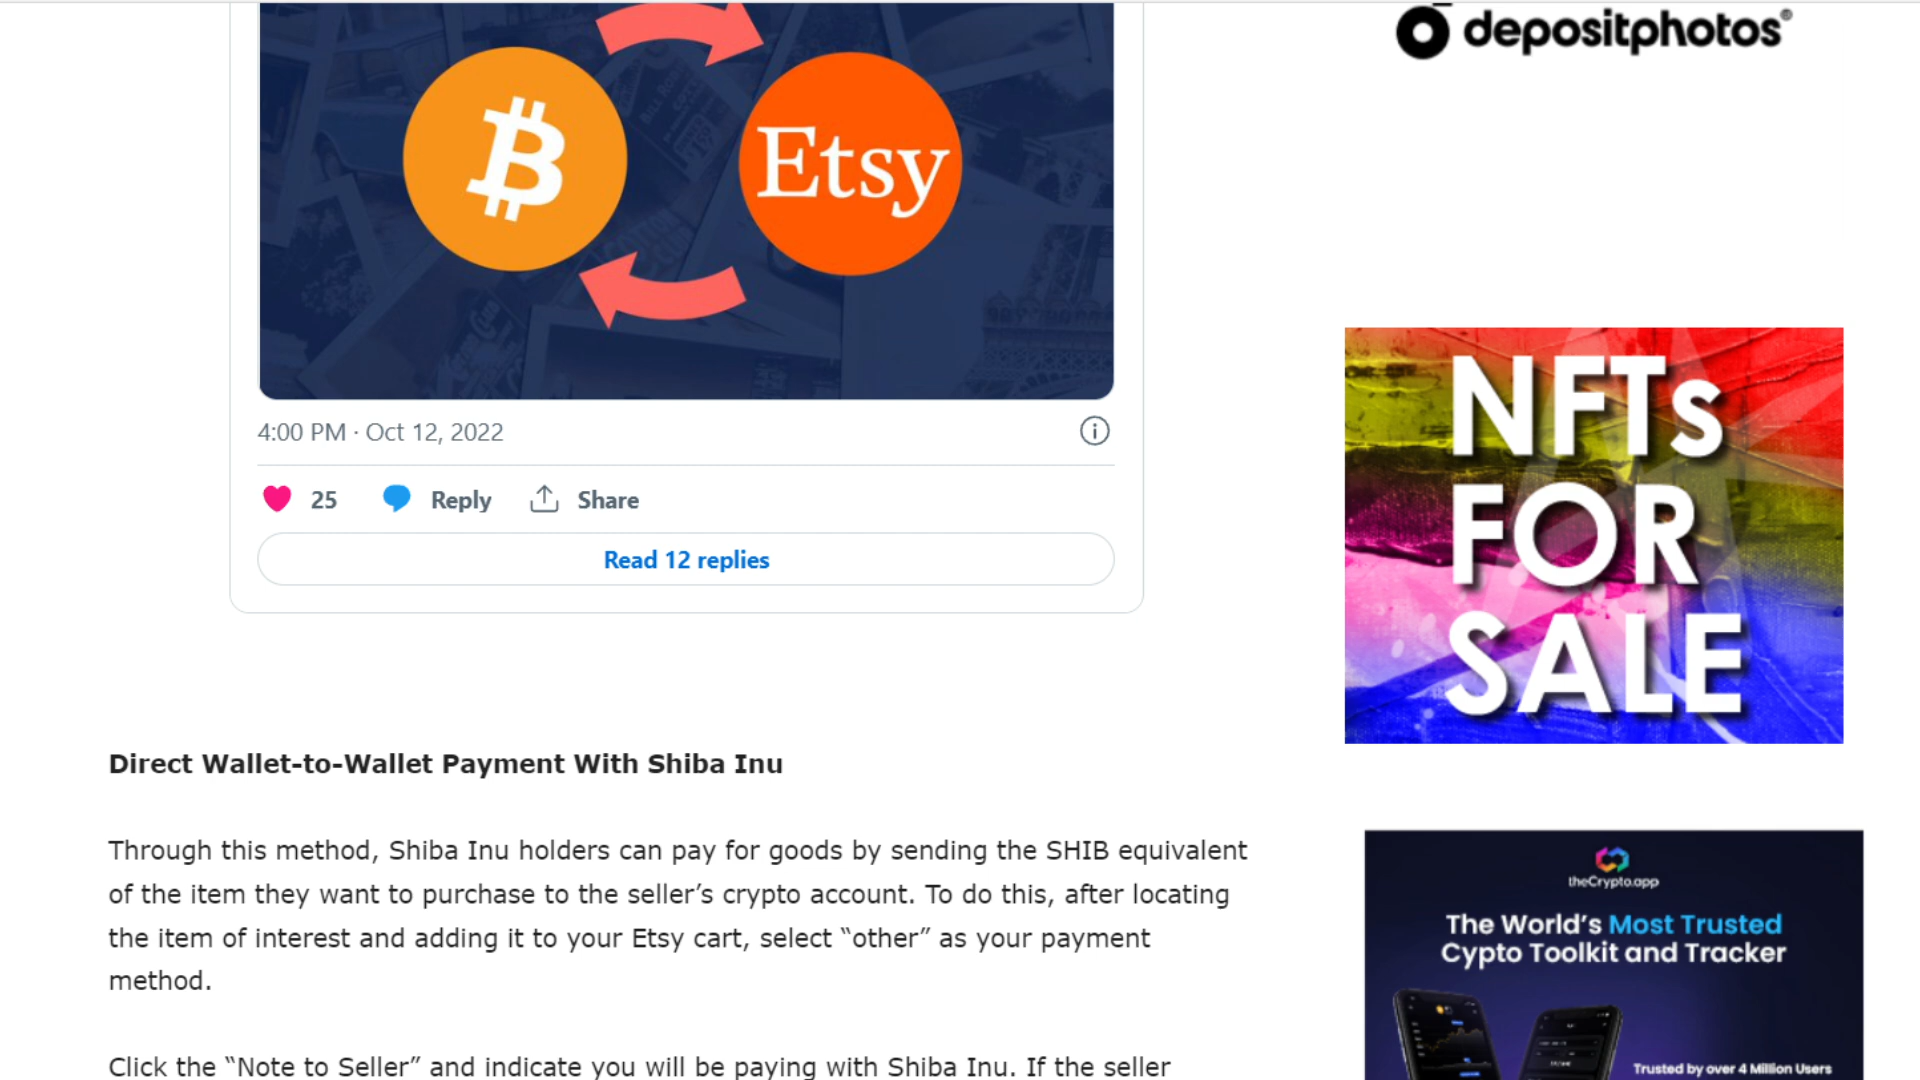 Etsy
4:00 PM · Oct 12, 2022
25 Reply Share
Read 12 replies
Direct Wallet-to-Wallet Payment With Shiba Inu
Through this method, Shiba Inu holders can pay for goods by sending the SHIB equivalent
of the item they want to purchase to the seller’s crypto account. To do this, after locating
the item of interest and adding it to your Etsy cart, select “other” as your payment
method.
Click the “Note to Seller” and indicate you will be paying with Shiba Inu. If the seller
depositphotos®
NFTs
FOR
SALE
theCrypto.app
The World’s Most Trusted
Cypto Toolkit and Tracker
Trusted by over 4 Million Users